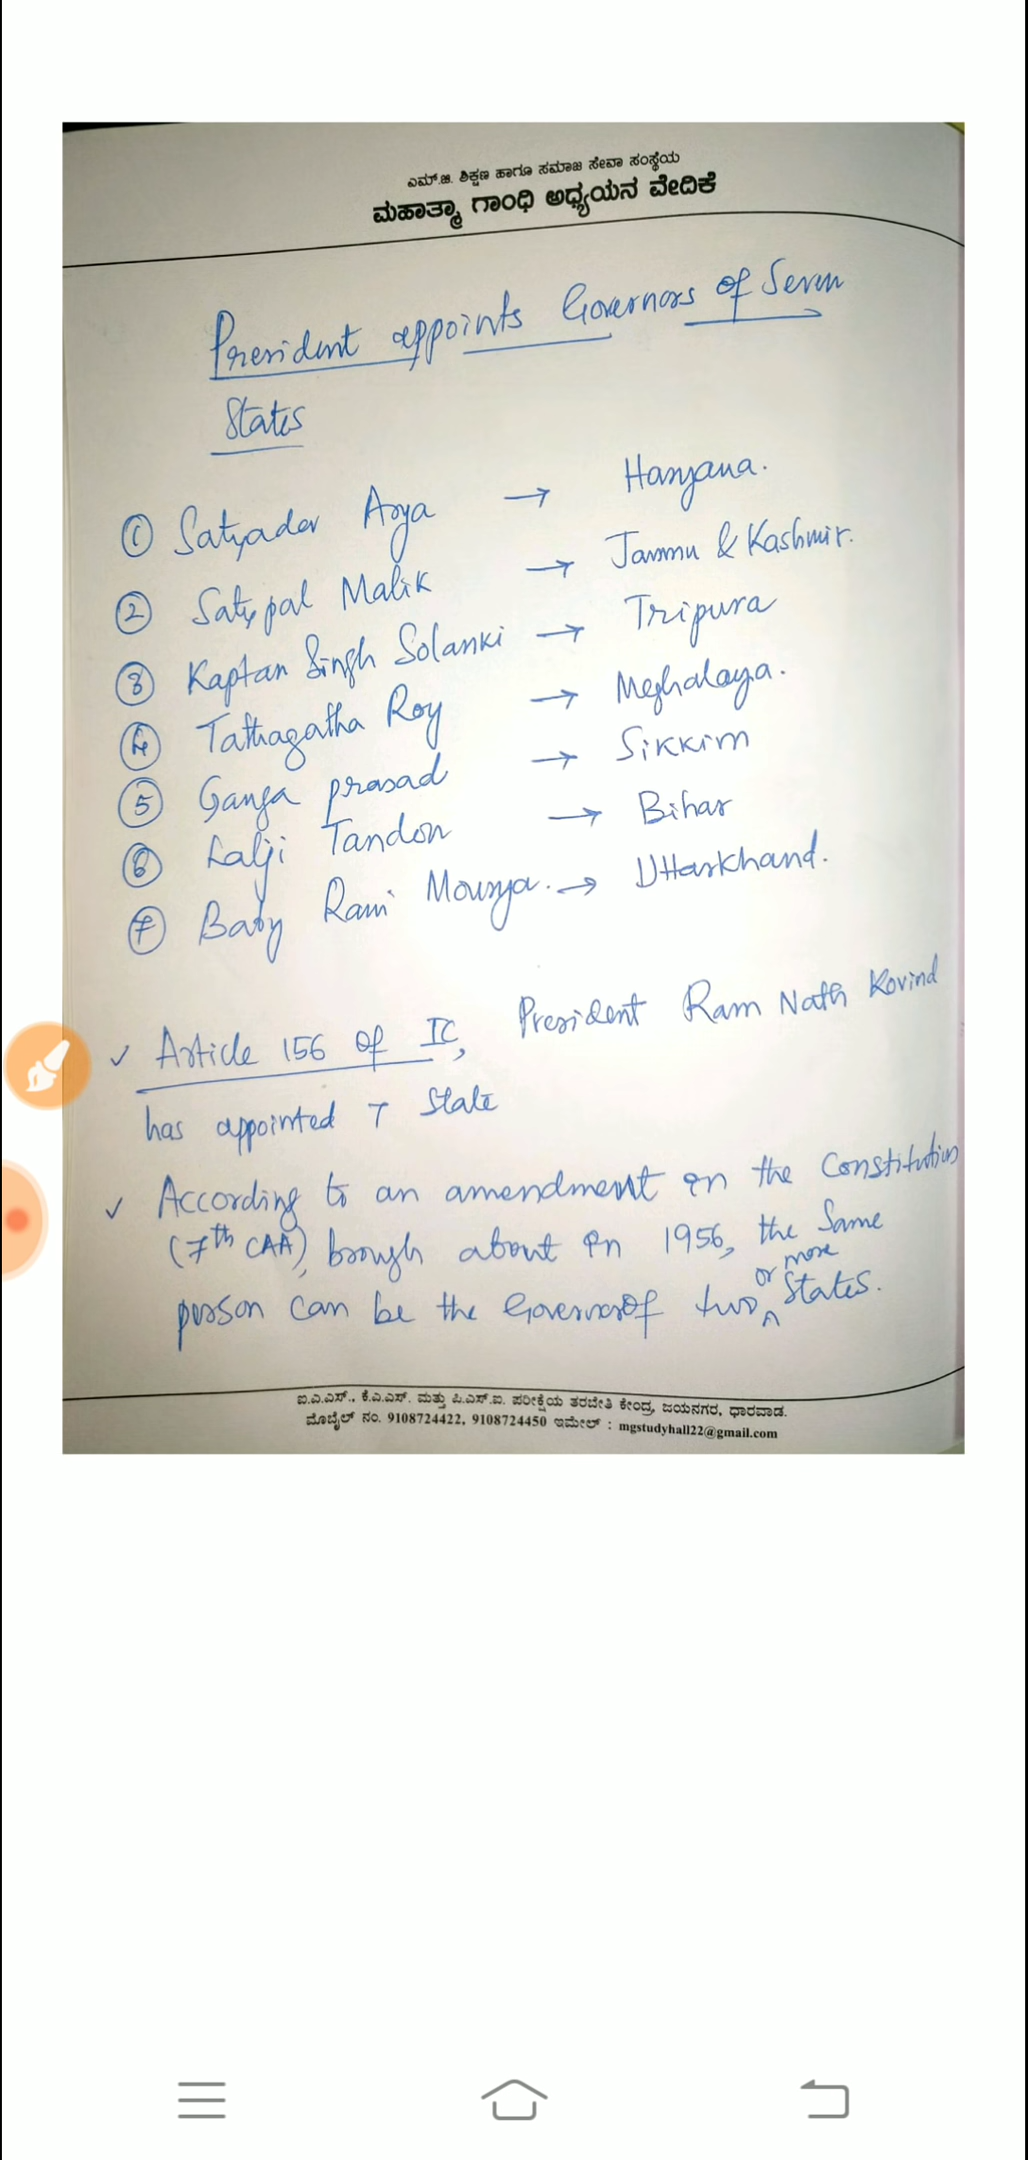 ಎಮ್.ಜಿ. ಶಿಕ್ಷಣ ಹಾಗೂ ಸಮಾಜ ಸೇವಾ ಸಂಸ್ಥೆಯ
ಮಹಾತ್ಮಾ ಗಾಂಧಿ ಅಧ್ಯಯನ ವೇದಿಕೆ
President appoints Governors of Seven
States
① Satyadev Arya → Haryana.
② Satypal Malik → Jammu & Kashmir.
③ Kaptan Singh Solanki → Tripura
④ Tathagatha Roy → Meghalaya.
⑤ Ganga prasad → Sikkim
⑥ Lalji Tandon → Bihar
⑦ Baby Rani Mourya. → Uttarkhand.
✓ Article 156 of IC, President Ram Nath Kovind
has appointed 7 State
✓ According to an amendment in the Constitution
(7th CAA), brough about in 1956, the Same
person can be the Governor of two or more States.
ಐ.ಎ.ಎಸ್., ಕೆ.ಎ.ಎಸ್. ಮತ್ತು ಪಿ.ಎಸ್.ಐ. ಪರೀಕ್ಷೆಯ ತರಬೇತಿ ಕೇಂದ್ರ, ಜಯನಗರ, ಧಾರವಾಡ.
ಮೊಬೈಲ್ ನಂ. 9108724422, 9108724450 ಇಮೇಲ್ : mgstudyhall22@gmail.com